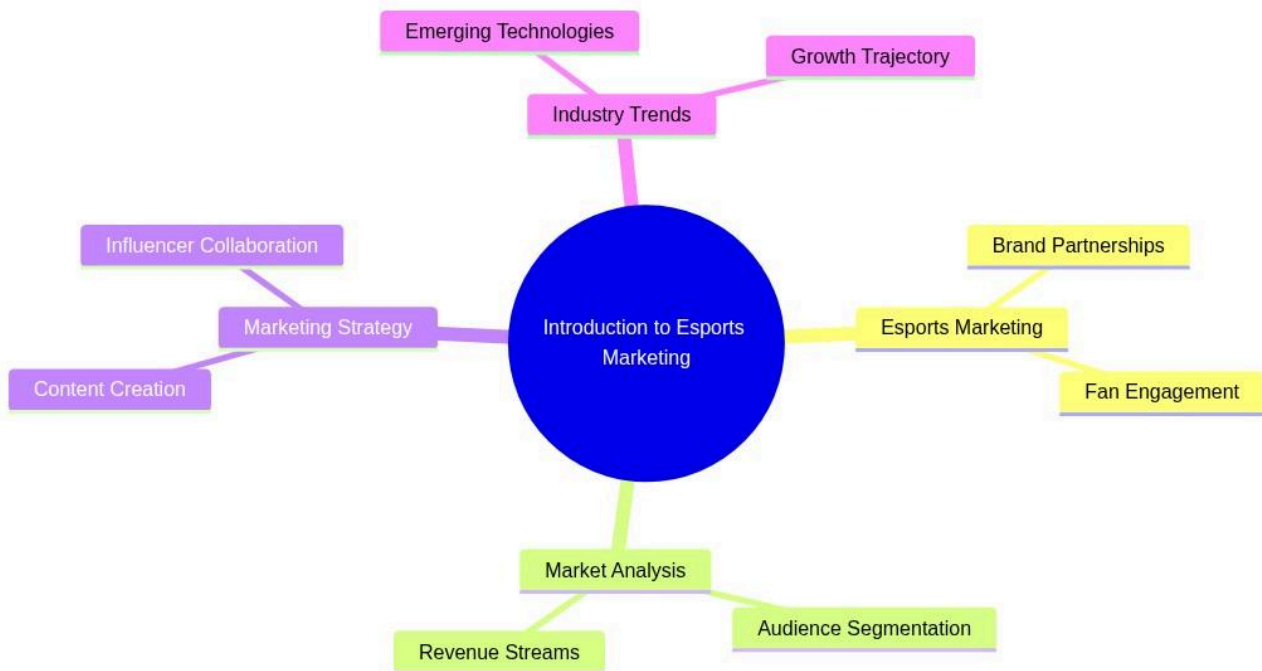 Emerging Technologies
Growth Trajectory
Industry Trends
Influencer Collaboration
Brand Partnerships
Marketing Strategy
Introduction to Esports
Marketing
Esports Marketing
Content Creation
Fan Engagement
Market Analysis
Audience Segmentation
Revenue Streams